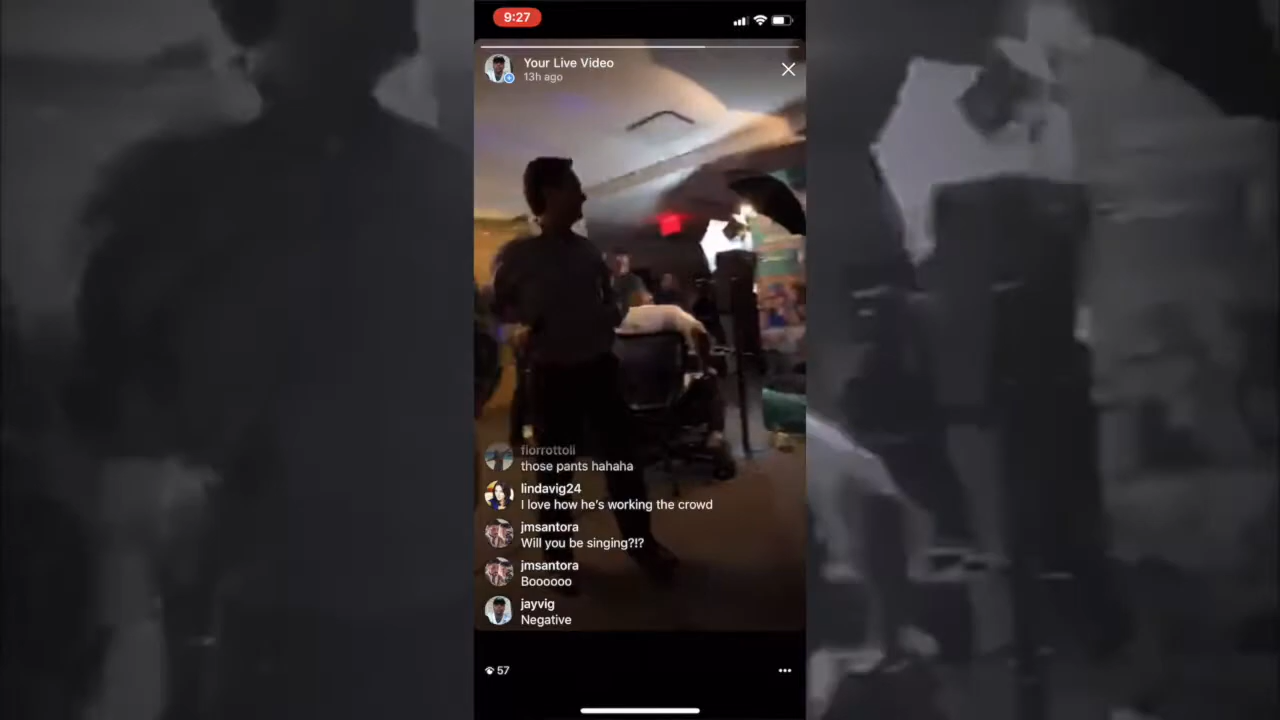 9:27
Your Live Video
13h ago
fiorrottoli
those pants hahaha
lindavig24
I love how he's working the crowd
jmsantora
Will you be singing?!?
jmsantora
Boooooo
jayvig
Negative
57